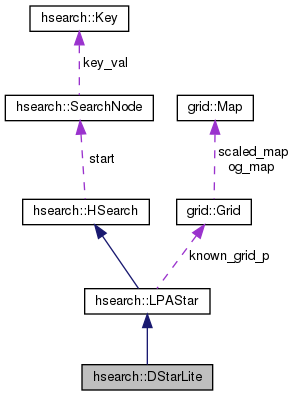 hsearch::Key
key_val
hsearch::SearchNode
grid::Map
start
scaled_map
og_map
hsearch::HSearch
grid::Grid
known_grid_p
hsearch::LPAStar
hsearch::DStarLite